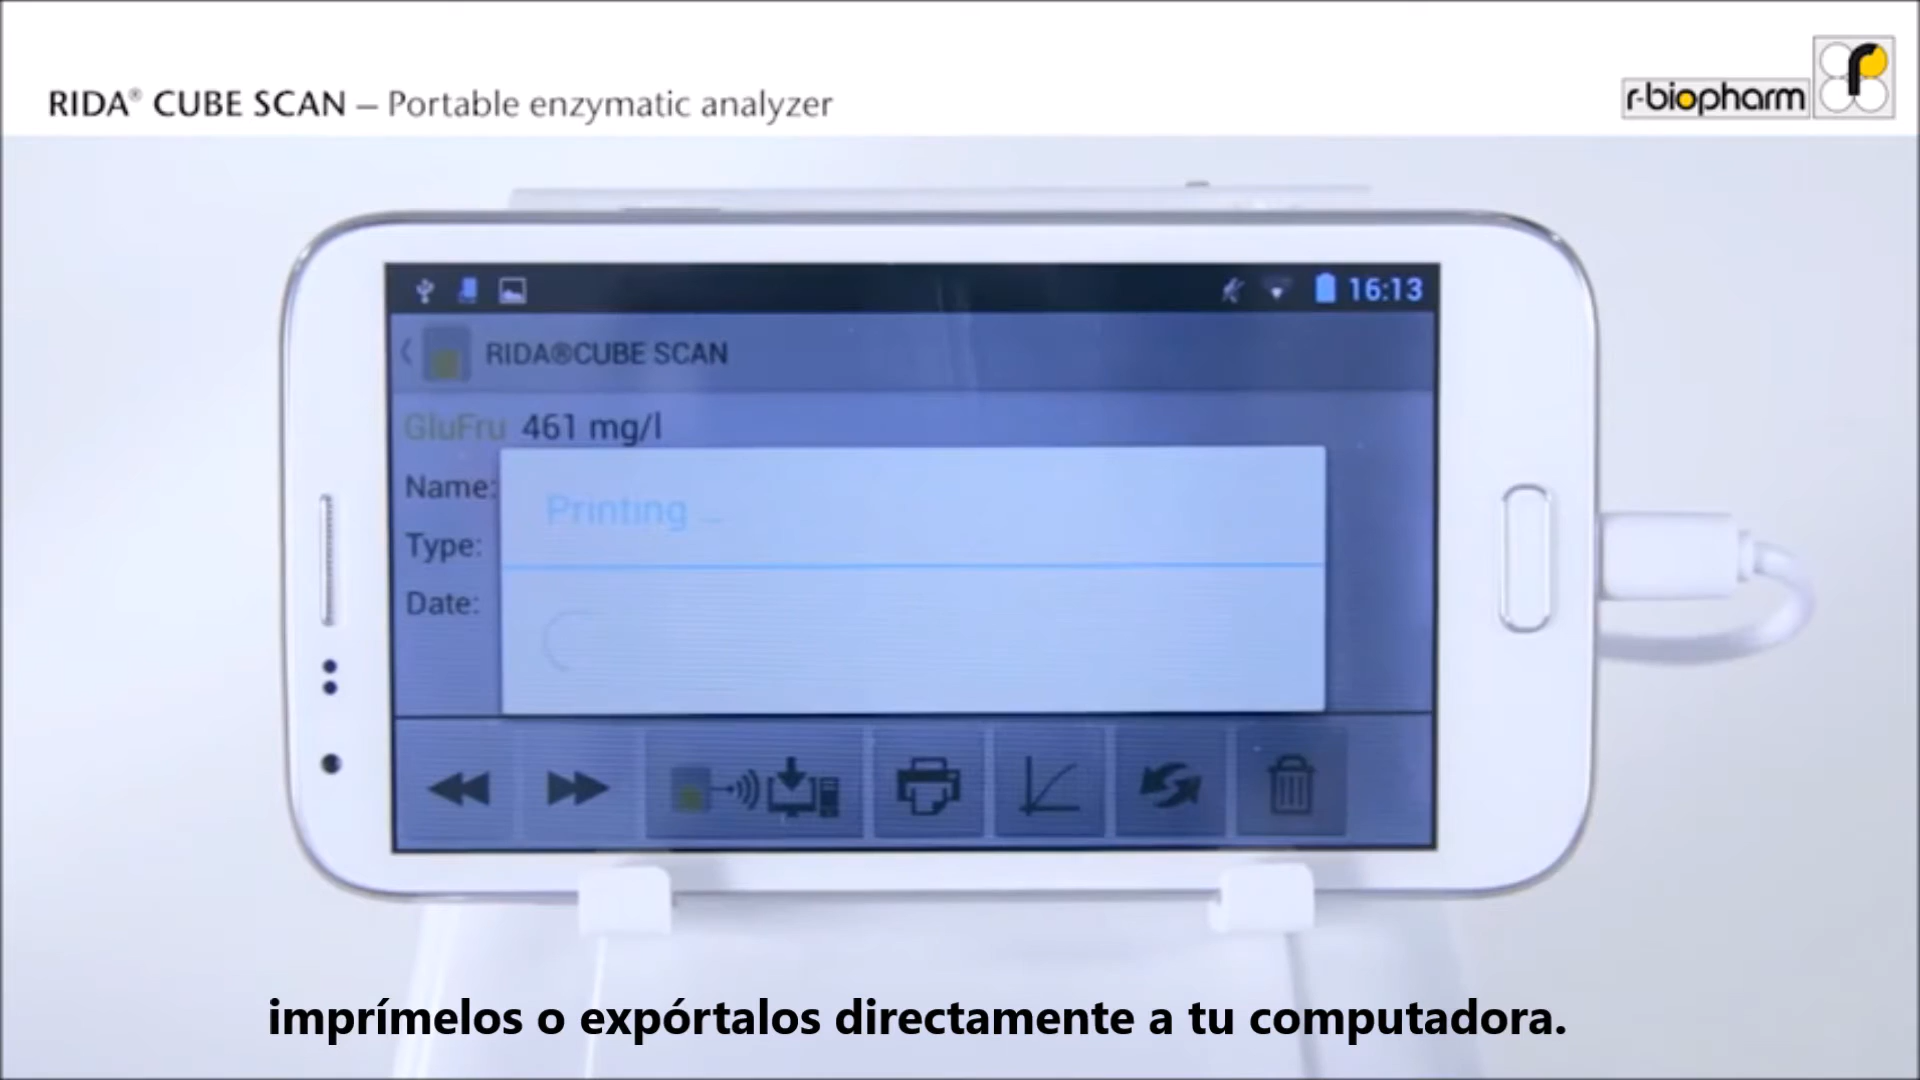 RIDA® CUBE SCAN – Portable enzymatic analyzer
r-biopharm
16:13
RIDA®CUBE SCAN
GluFru 461 mg/l
Name:
Printing ...
Type:
Date:
imprímelos o expórtalos directamente a tu computadora.